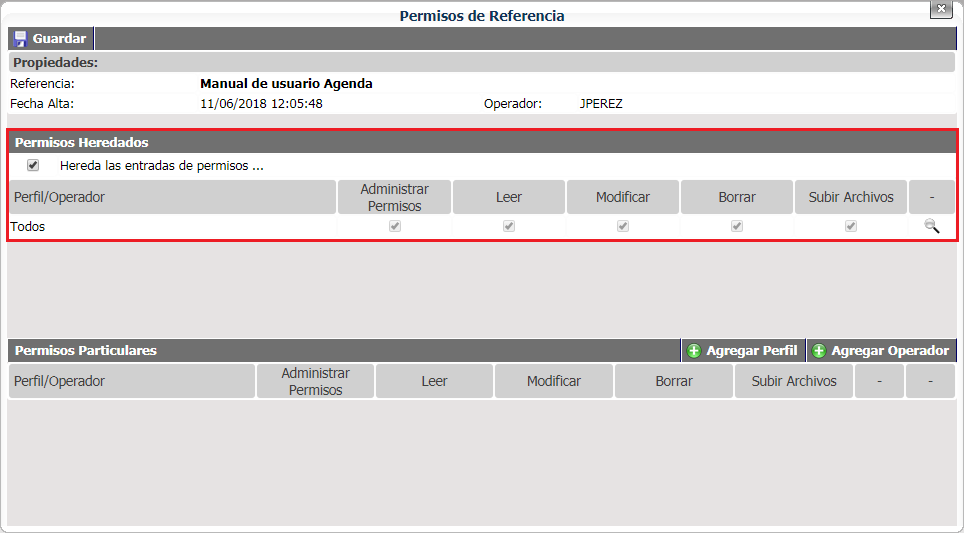 Permisos de Referencia
Guardar
Propiedades:
Referencia: Manual de usuario Agenda
Fecha Alta: 11/06/2018 12:05:48 Operador: JPEREZ
Permisos Heredados
Hereda las entradas de permisos ...
Perfil/Operador Administrar Permisos Leer Modificar Borrar Subir Archivos -
Todos
Permisos Particulares Agregar Perfil Agregar Operador
Perfil/Operador Administrar Permisos Leer Modificar Borrar Subir Archivos - -